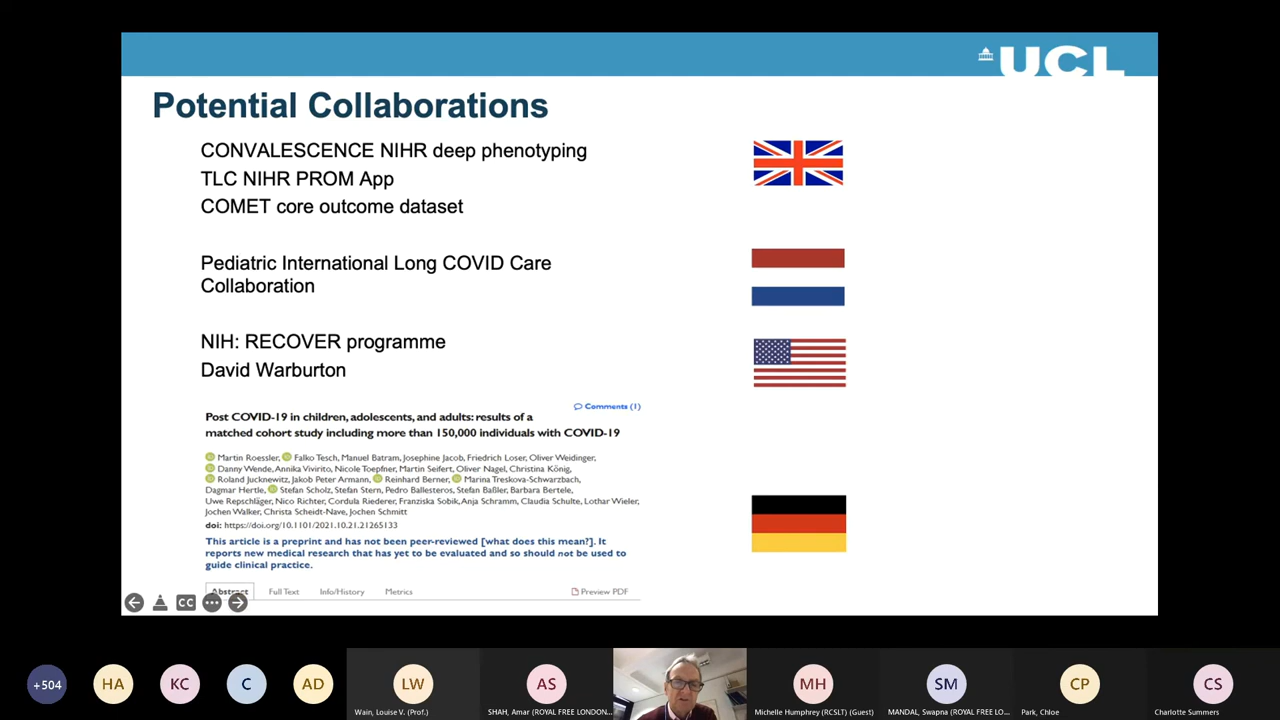 UCL
Potential Collaborations
CONVALESCENCE NIHR deep phenotyping
TLC NIHR PROM App
COMET core outcome dataset
Pediatric International Long COVID Care
Collaboration
NIH: RECOVER programme
David Warburton
Comments (1)
Post COVID-19 in children, adolescents, and adults: results of a
matched cohort study including more than 150,000 individuals with COVID-19
Martin Roessler, Falko Tesch, Manuel Batram, Josephine Jacob, Friedrich Loser, Oliver Weidinger,
Danny Wende, Annika Vivirito, Nicole Toepfner, Martin Seifert, Oliver Nagel, Christina König,
Roland Jucknewitz, Jakob Peter Armann, Reinhard Berner, Marina Treskova-Schwarzbach,
Dagmar Hertle, Stefan Scholz, Stefan Stern, Pedro Ballesteros, Stefan Baßler, Barbara Bertele,
Uwe Repschläger, Nico Richter, Cordula Riederer, Franziska Sobik, Anja Schramm, Claudia Schulte, Lothar Wieler,
Jochen Walker, Christa Scheidt-Nave, Jochen Schmitt
doi: https://doi.org/10.1101/2021.10.21.21265133
This article is a preprint and has not been peer-reviewed [what does this mean?]. It
reports new medical research that has yet to be evaluated and so should not be used to
guide clinical practice.
Abstract Full Text Info/History Metrics Preview PDF
CC
+504 HA KC C AD LW AS MH SM CP CS
Wain, Louise V. (Prof.) SHAH, Amar (ROYAL FREE LONDON... Michelle Humphrey (RCSLT) (Guest) MANDAL, Swapna (ROYAL FREE LO... Park, Chloe Charlotte Summers